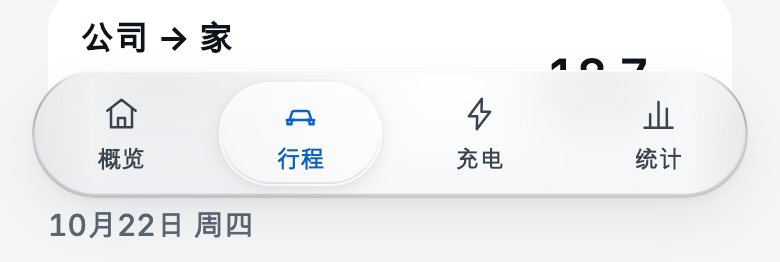 公司 → 家
概览 行程 充电 统计
10月22日 周四